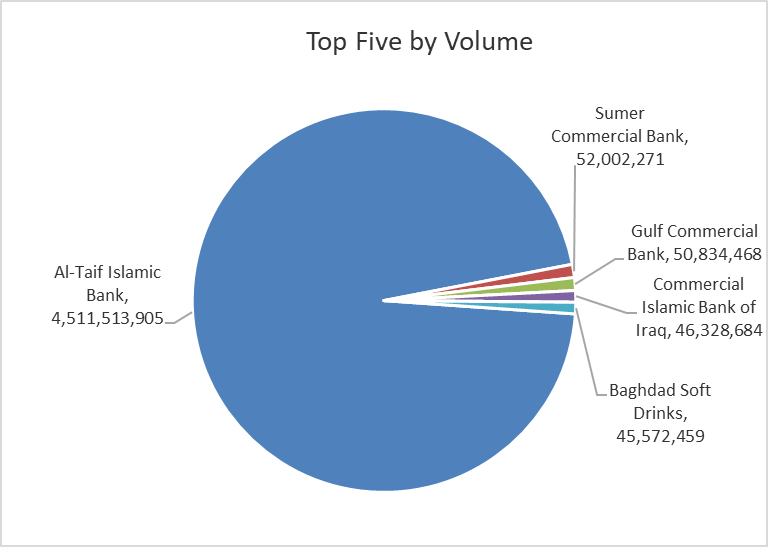 Top Five by Volume
Sumer
Commercial Bank,
52,002,271
Gulf Commercial
Bank, 50,834,468
Commercial
Islamic Bank of
Iraq, 46,328,684
Baghdad Soft
Drinks,
45,572,459
Al-Taif Islamic
Bank,
4,511,513,905